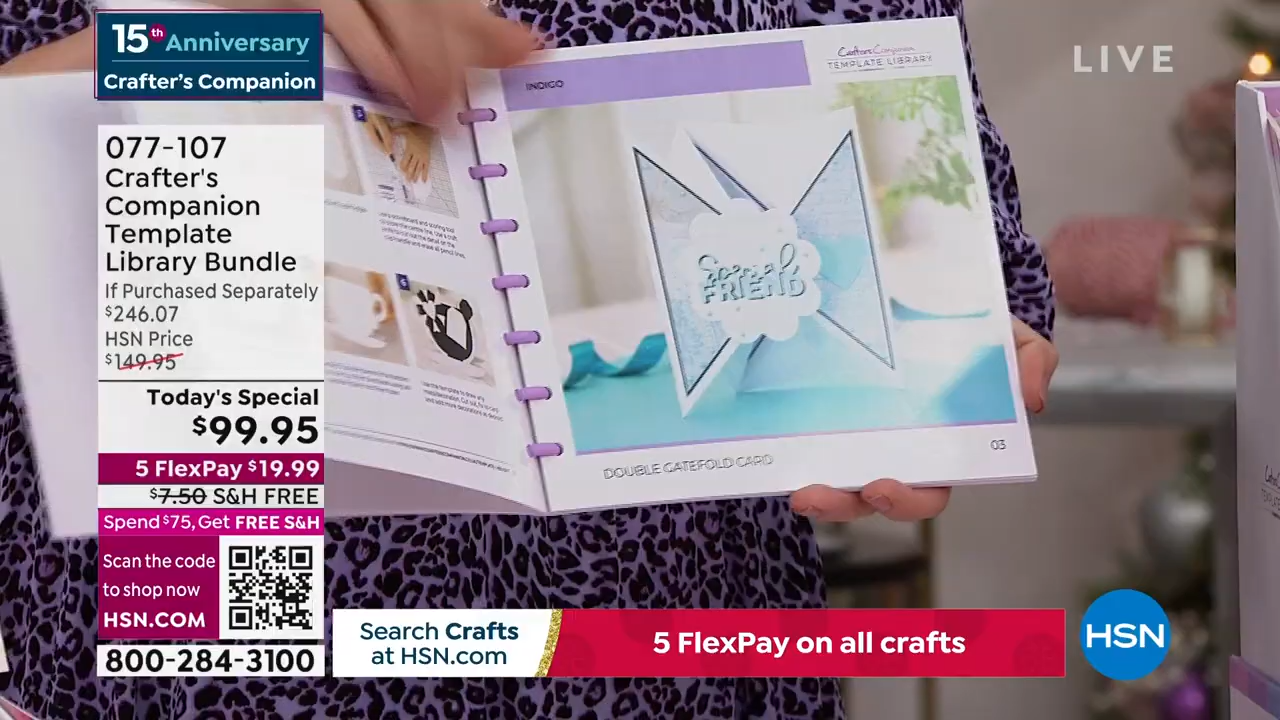 15th Anniversary
Crafter's Companion
077-107
Crafter's
Companion
Template
Library Bundle
If Purchased Separately
$246.07
HSN Price
$149.95
Today's Special
$99.95
5 FlexPay $19.99
$7.50 S&H FREE
Spend $75, Get FREE S&H
Scan the code
to shop now
HSN.COM
800-284-3100
INDIGO
Crafter's Companion
TEMPLATE LIBRARY
Special
FRIEND
DOUBLE GATEFOLD CARD
03
LIVE
Search Crafts
at HSN.com
5 FlexPay on all crafts
HSN